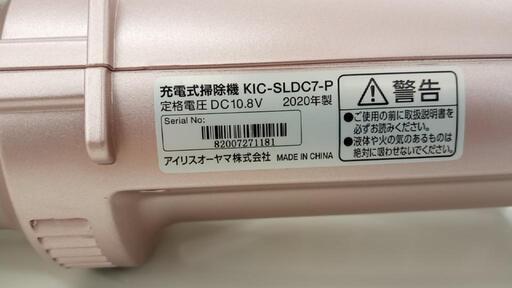 充電式掃除機 KIC-SLDC7-P
定格電圧 DC10.8V 2020年製
Serial No:
82007271181
アイリスオーヤマ株式会社 MADE IN CHINA
警告
●ご使用の前に取扱説明書を
必ずお読みください。
●液体や火の気のあるものは
絶対に吸わせないでください。